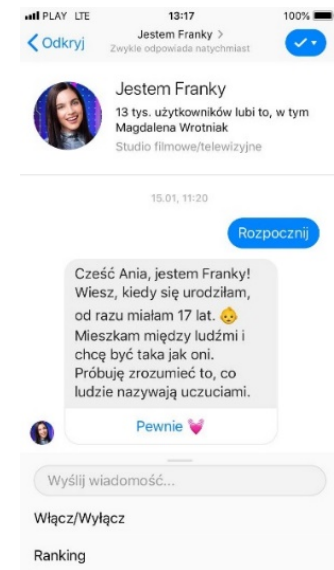 PLAY LTE 13:17 100%
Odkryj Jestem Franky >
Zwykle odpowiada natychmiast
Jestem Franky
13 tys. użytkowników lubi to, w tym
Magdalena Wrotniak
Studio filmowe/telewizyjne
15.01, 11:20
Rozpocznij
Cześć Ania, jestem Franky!
Wiesz, kiedy się urodziłam,
od razu miałam 17 lat. 👶
Mieszkam między ludźmi i
chcę być taka jak oni.
Próbuję zrozumieć to, co
ludzie nazywają uczuciami.
Pewnie 💓
Wyślij wiadomość...
Włącz/Wyłącz
Ranking